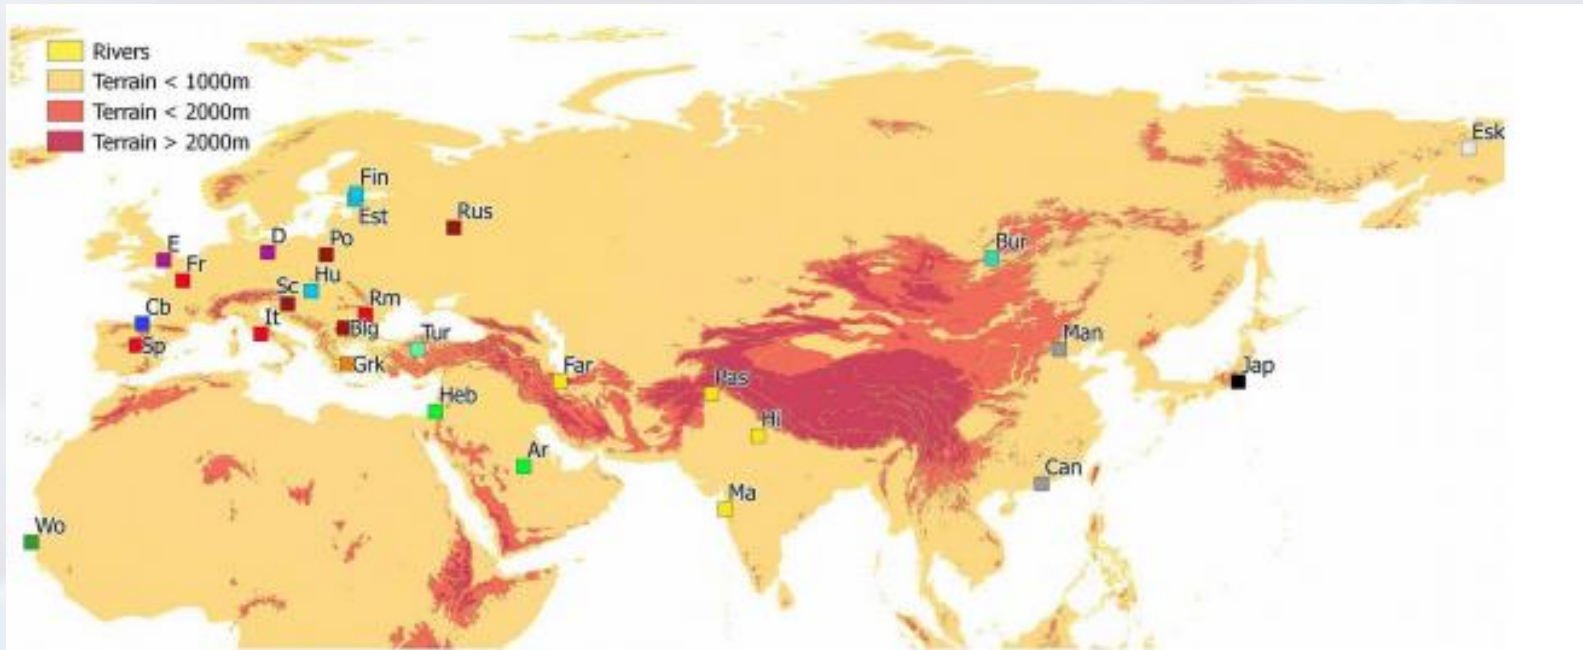 Rivers
Terrain < 1000m
Terrain < 2000m
Terrain > 2000m
Esk
Fin
Est
Rus
E
D
Po
Bur
Fr
Hu
Sc
Cb
Rm
It
Blg
Tur
Man
Sp
Grk
Far
Pas
Jap
Heb
Hi
Ar
Can
Ma
Wo